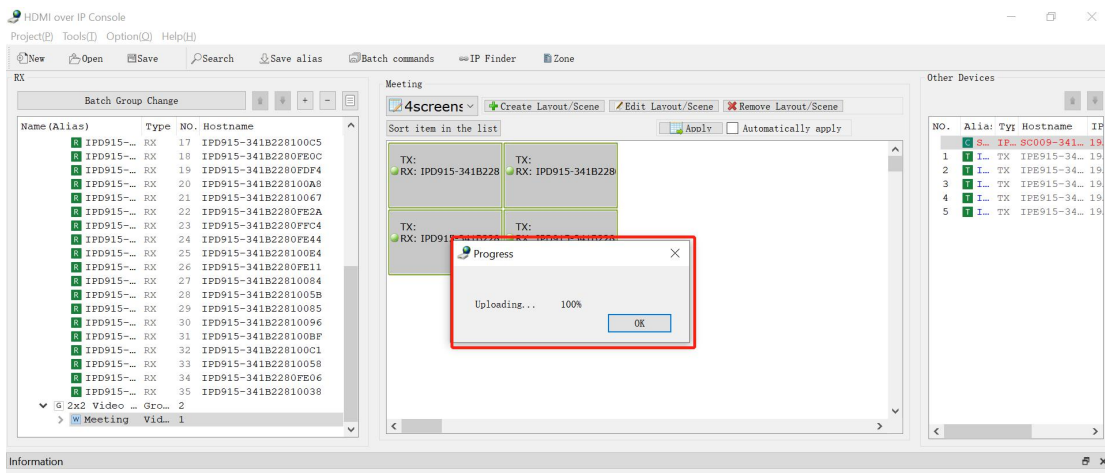 HDMI over IP Console
Project(P) Tools(T) Option(O) Help(H)
New Open Save Search Save alias Batch commands IP Finder Zone
RX
Batch Group Change + -
Name(Alias) Type NO. Hostname
R IPD915-... RX 17 IPD915-341B228100C5
R IPD915-... RX 18 IPD915-341B2280FE0C
R IPD915-... RX 19 IPD915-341B2280FDF4
R IPD915-... RX 20 IPD915-341B228100A8
R IPD915-... RX 21 IPD915-341B22810067
R IPD915-... RX 22 IPD915-341B2280FE2A
R IPD915-... RX 23 IPD915-341B2280FFC4
R IPD915-... RX 24 IPD915-341B2280FE44
R IPD915-... RX 25 IPD915-341B228100E4
R IPD915-... RX 26 IPD915-341B2280FE11
R IPD915-... RX 27 IPD915-341B22810084
R IPD915-... RX 28 IPD915-341B2281005B
R IPD915-... RX 29 IPD915-341B22810085
R IPD915-... RX 30 IPD915-341B22810096
R IPD915-... RX 31 IPD915-341B228100BF
R IPD915-... RX 32 IPD915-341B228100C1
R IPD915-... RX 33 IPD915-341B22810058
R IPD915-... RX 34 IPD915-341B2280FE06
R IPD915-... RX 35 IPD915-341B22810038
G 2x2 Video ... Gro... 2
W Meeting Vid... 1
Meeting
4screens Create Layout/Scene Edit Layout/Scene Remove Layout/Scene
Sort item in the list Apply Automatically apply
TX: TX:
RX: IPD915-341B228 RX: IPD915-341B228
TX: TX:
RX: IPD915-341B228
Progress
Uploading... 100%
OK
Other Devices
NO. Alia: Typ Hostname IP
C S... IP... SC009-341... 19.
1 T I... TX IPE915-34... 19.
2 T I... TX IPE915-34... 19.
3 T I... TX IPE915-34... 19.
4 T I... TX IPE915-34... 19.
5 T I... TX IPE915-34... 19.
Information